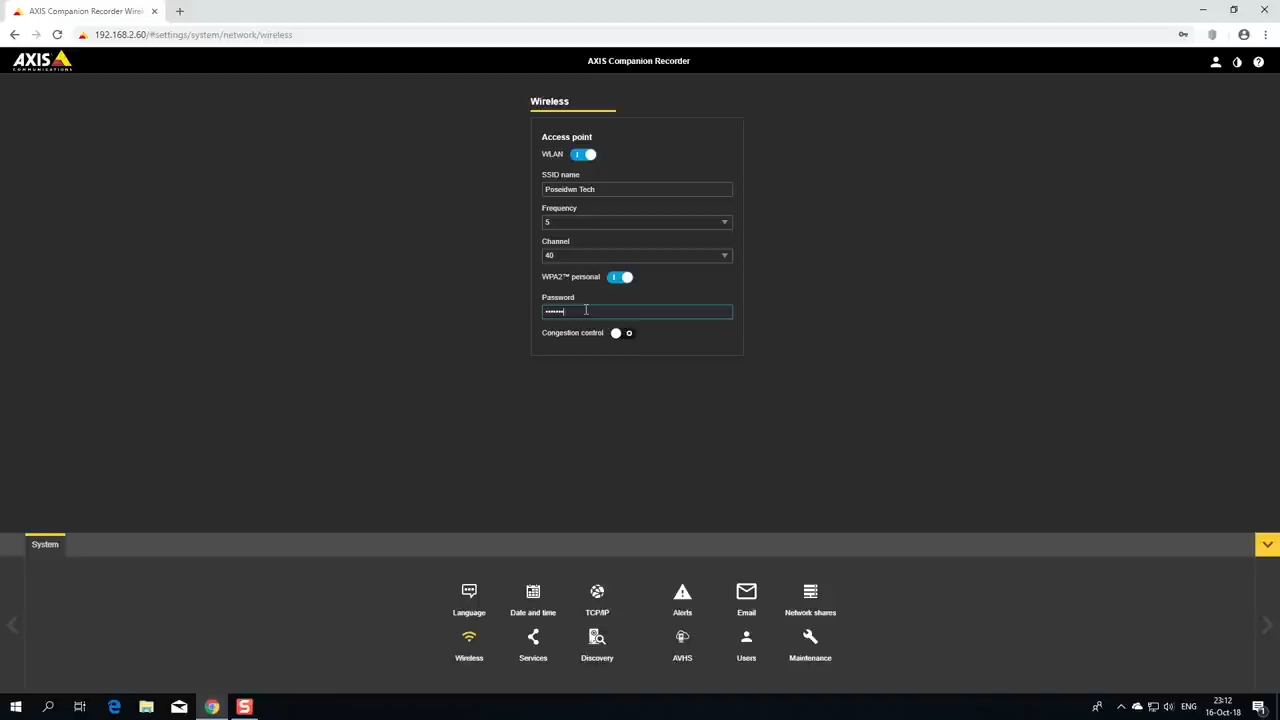 AXIS Companion Recorder Wirel
192.168.2.60/#settings/system/network/wireless
AXIS
COMMUNICATIONS
AXIS Companion Recorder
Wireless
Access point
WLAN
SSID name
Poseidwn Tech
Frequency
5
Channel
40
WPA2™ personal
Password
•••••••
Congestion control
System
Language
Date and time
TCP/IP
Alerts
Email
Network shares
Wireless
Services
Discovery
AVHS
Users
Maintenance
ENG
23:12
16-Oct-18